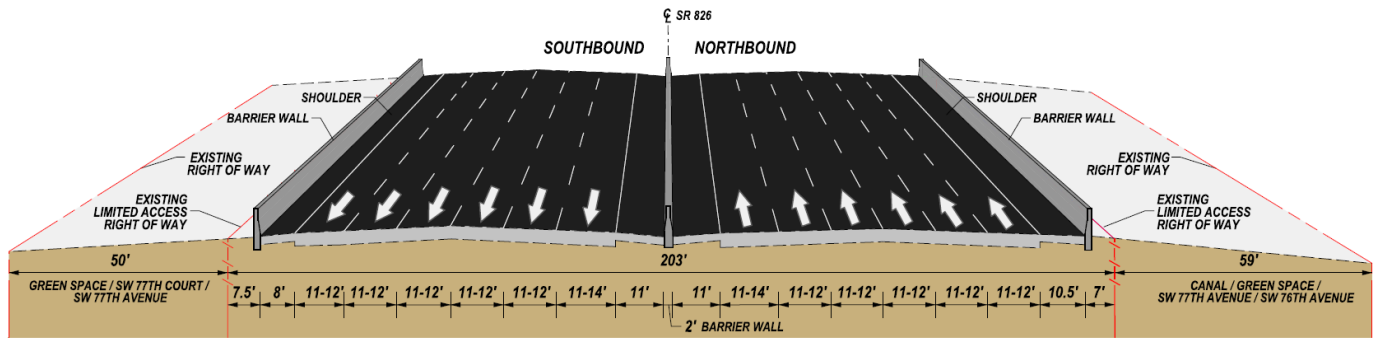 ℄ SR 826
SOUTHBOUND
NORTHBOUND
SHOULDER
BARRIER WALL
EXISTING
RIGHT OF WAY
EXISTING
LIMITED ACCESS
RIGHT OF WAY
SHOULDER
BARRIER WALL
EXISTING
RIGHT OF WAY
EXISTING
LIMITED ACCESS
RIGHT OF WAY
50'
203'
59'
GREEN SPACE / SW 77TH COURT /
SW 77TH AVENUE
7.5' 8' 11-12' 11-12' 11-12' 11-12' 11-12' 11-14' 11' 11' 11-14' 11-12' 11-12' 11-12' 11-12' 11-12' 10.5' 7'
CANAL / GREEN SPACE /
SW 77TH AVENUE / SW 76TH AVENUE
2' BARRIER WALL